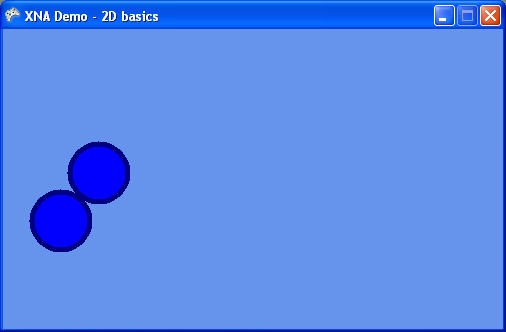 XNA Demo - 2D basics